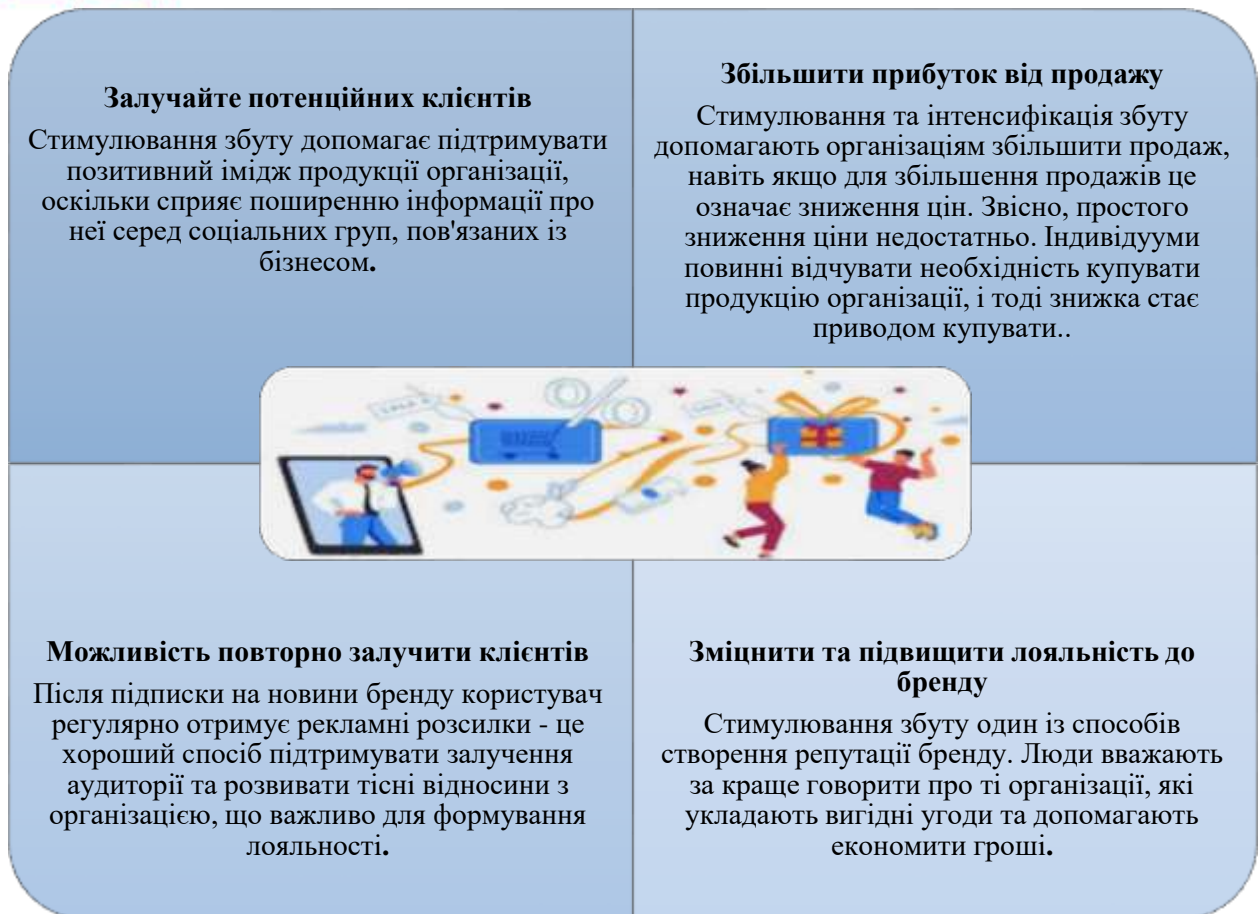 Залучайте потенційних клієнтів
Стимулювання збуту допомагає підтримувати
позитивний імідж продукції організації,
оскільки сприяє поширенню інформації про
неї серед соціальних груп, пов'язаних із
бізнесом.
Збільшити прибуток від продажу
Стимулювання та інтенсифікація збуту
допомагають організаціям збільшити продаж,
навіть якщо для збільшення продажів це
означає зниження цін. Звісно, простого
зниження ціни недостатньо. Індивідууми
повинні відчувати необхідність купувати
продукцію організації, і тоді знижка стає
приводом купувати..
Можливість повторно залучити клієнтів
Після підписки на новини бренду користувач
регулярно отримує рекламні розсилки - це
хороший спосіб підтримувати залучення
аудиторії та розвивати тісні відносини з
організацією, що важливо для формування
лояльності.
Зміцнити та підвищити лояльність до
бренду
Стимулювання збуту один із способів
створення репутації бренду. Люди вважають
за краще говорити про ті організації, які
укладають вигідні угоди та допомагають
економити гроші.